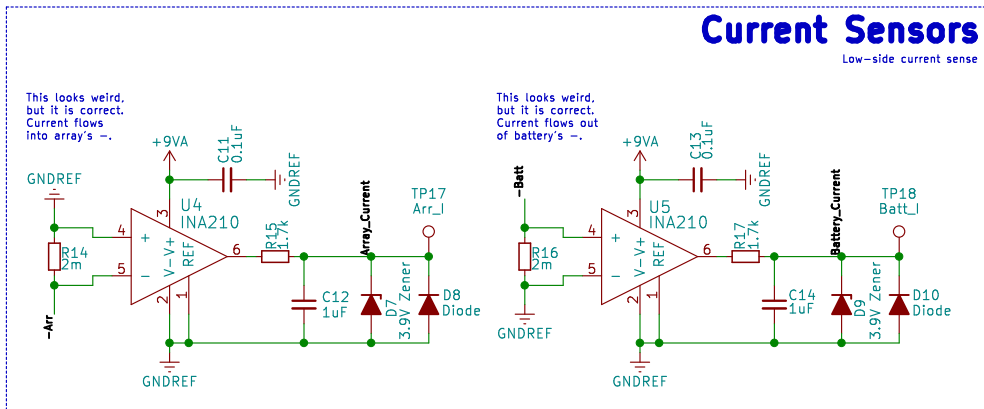 Current Sensors
Low-side current sense
This looks weird,
but it is correct.
Current flows
into array's -.
+9VA
C11
0.1uF
GNDREF
GNDREF
U4
INA210
3
4
+
5
-
V-
V+
REF
6
2
1
R14
2m
-Arr
R15
1.7k
Array_Current
TP17
Arr_I
C12
1uF
D7
3.9V Zener
D8
Diode
GNDREF
This looks weird,
but it is correct.
Current flows out
of battery's -.
+9VA
C13
0.1uF
GNDREF
-Batt
U5
INA210
3
4
+
5
-
V-
V+
REF
6
2
1
R16
2m
GNDREF
R17
1.7k
Battery_Current
TP18
Batt_I
C14
1uF
D9
3.9V Zener
D10
Diode
GNDREF